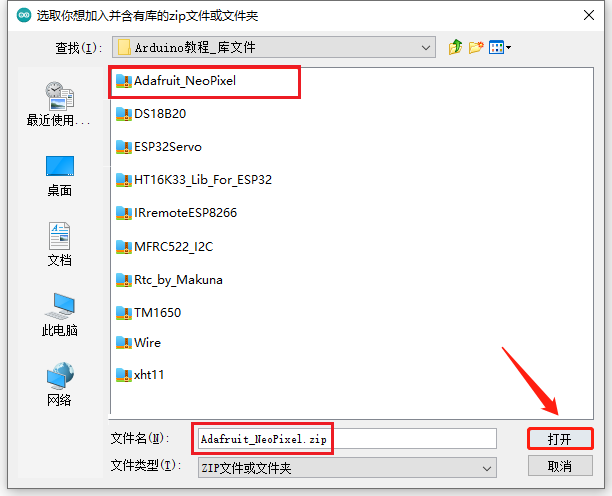 选取你想加入并含有库的zip文件或文件夹
查找(I):
Arduino教程_库文件
最近使用...
桌面
文档
此电脑
网络
Adafruit_NeoPixel
DS18B20
ESP32Servo
HT16K33_Lib_For_ESP32
IRremoteESP8266
MFRC522_I2C
Rtc_by_Makuna
TM1650
Wire
xht11
文件名(N):
Adafruit_NeoPixel.zip
打开
文件类型(T):
ZIP文件或文件夹
取消